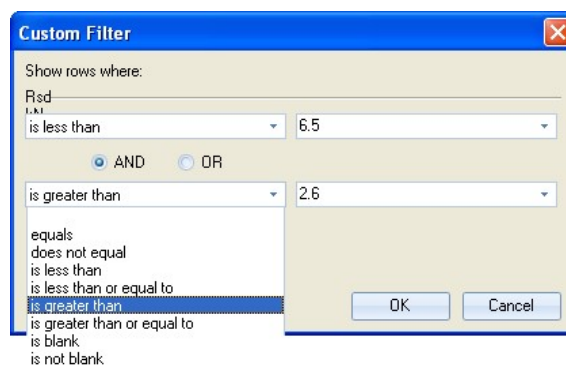 Custom Filter
Show rows where:
Rsd
kN
is less than 6.5
AND OR
is greater than 2.6
equals
does not equal
is less than
is less than or equal to
is greater than
is greater than or equal to
is blank
is not blank
OK Cancel